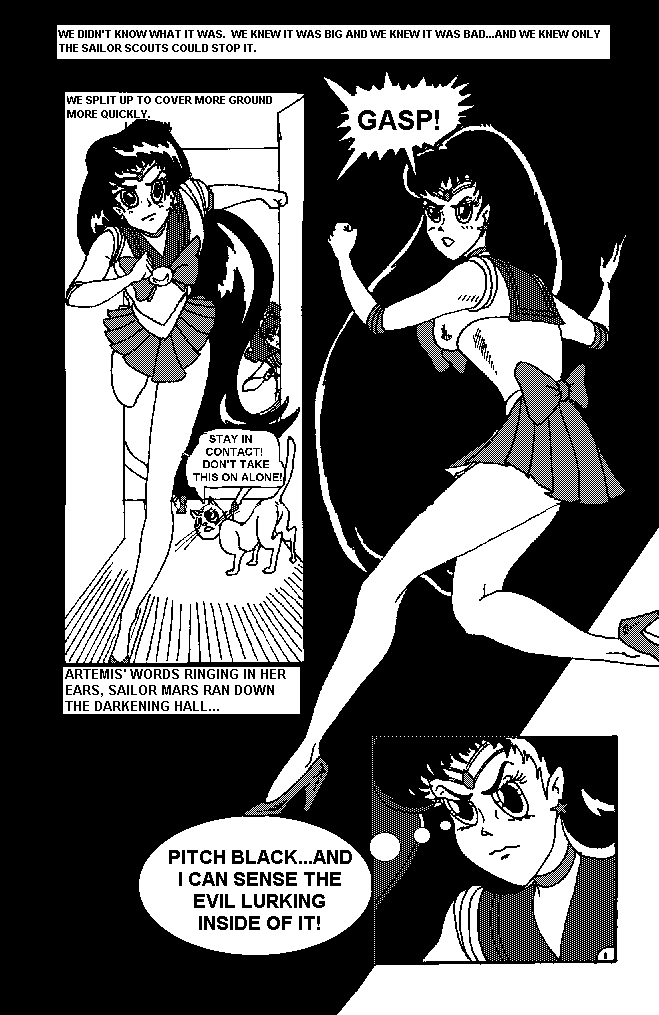 WE DIDN'T KNOW WHAT IT WAS. WE KNEW IT WAS BIG AND WE KNEW IT WAS BAD...AND WE KNEW ONLY
THE SAILOR SCOUTS COULD STOP IT.
WE SPLIT UP TO COVER MORE GROUND
MORE QUICKLY.
GASP!
STAY IN
CONTACT!
DON'T TAKE
THIS ON ALONE!
ARTEMIS' WORDS RINGING IN HER
EARS, SAILOR MARS RAN DOWN
THE DARKENING HALL...
PITCH BLACK...AND
I CAN SENSE THE
EVIL LURKING
INSIDE OF IT!
1